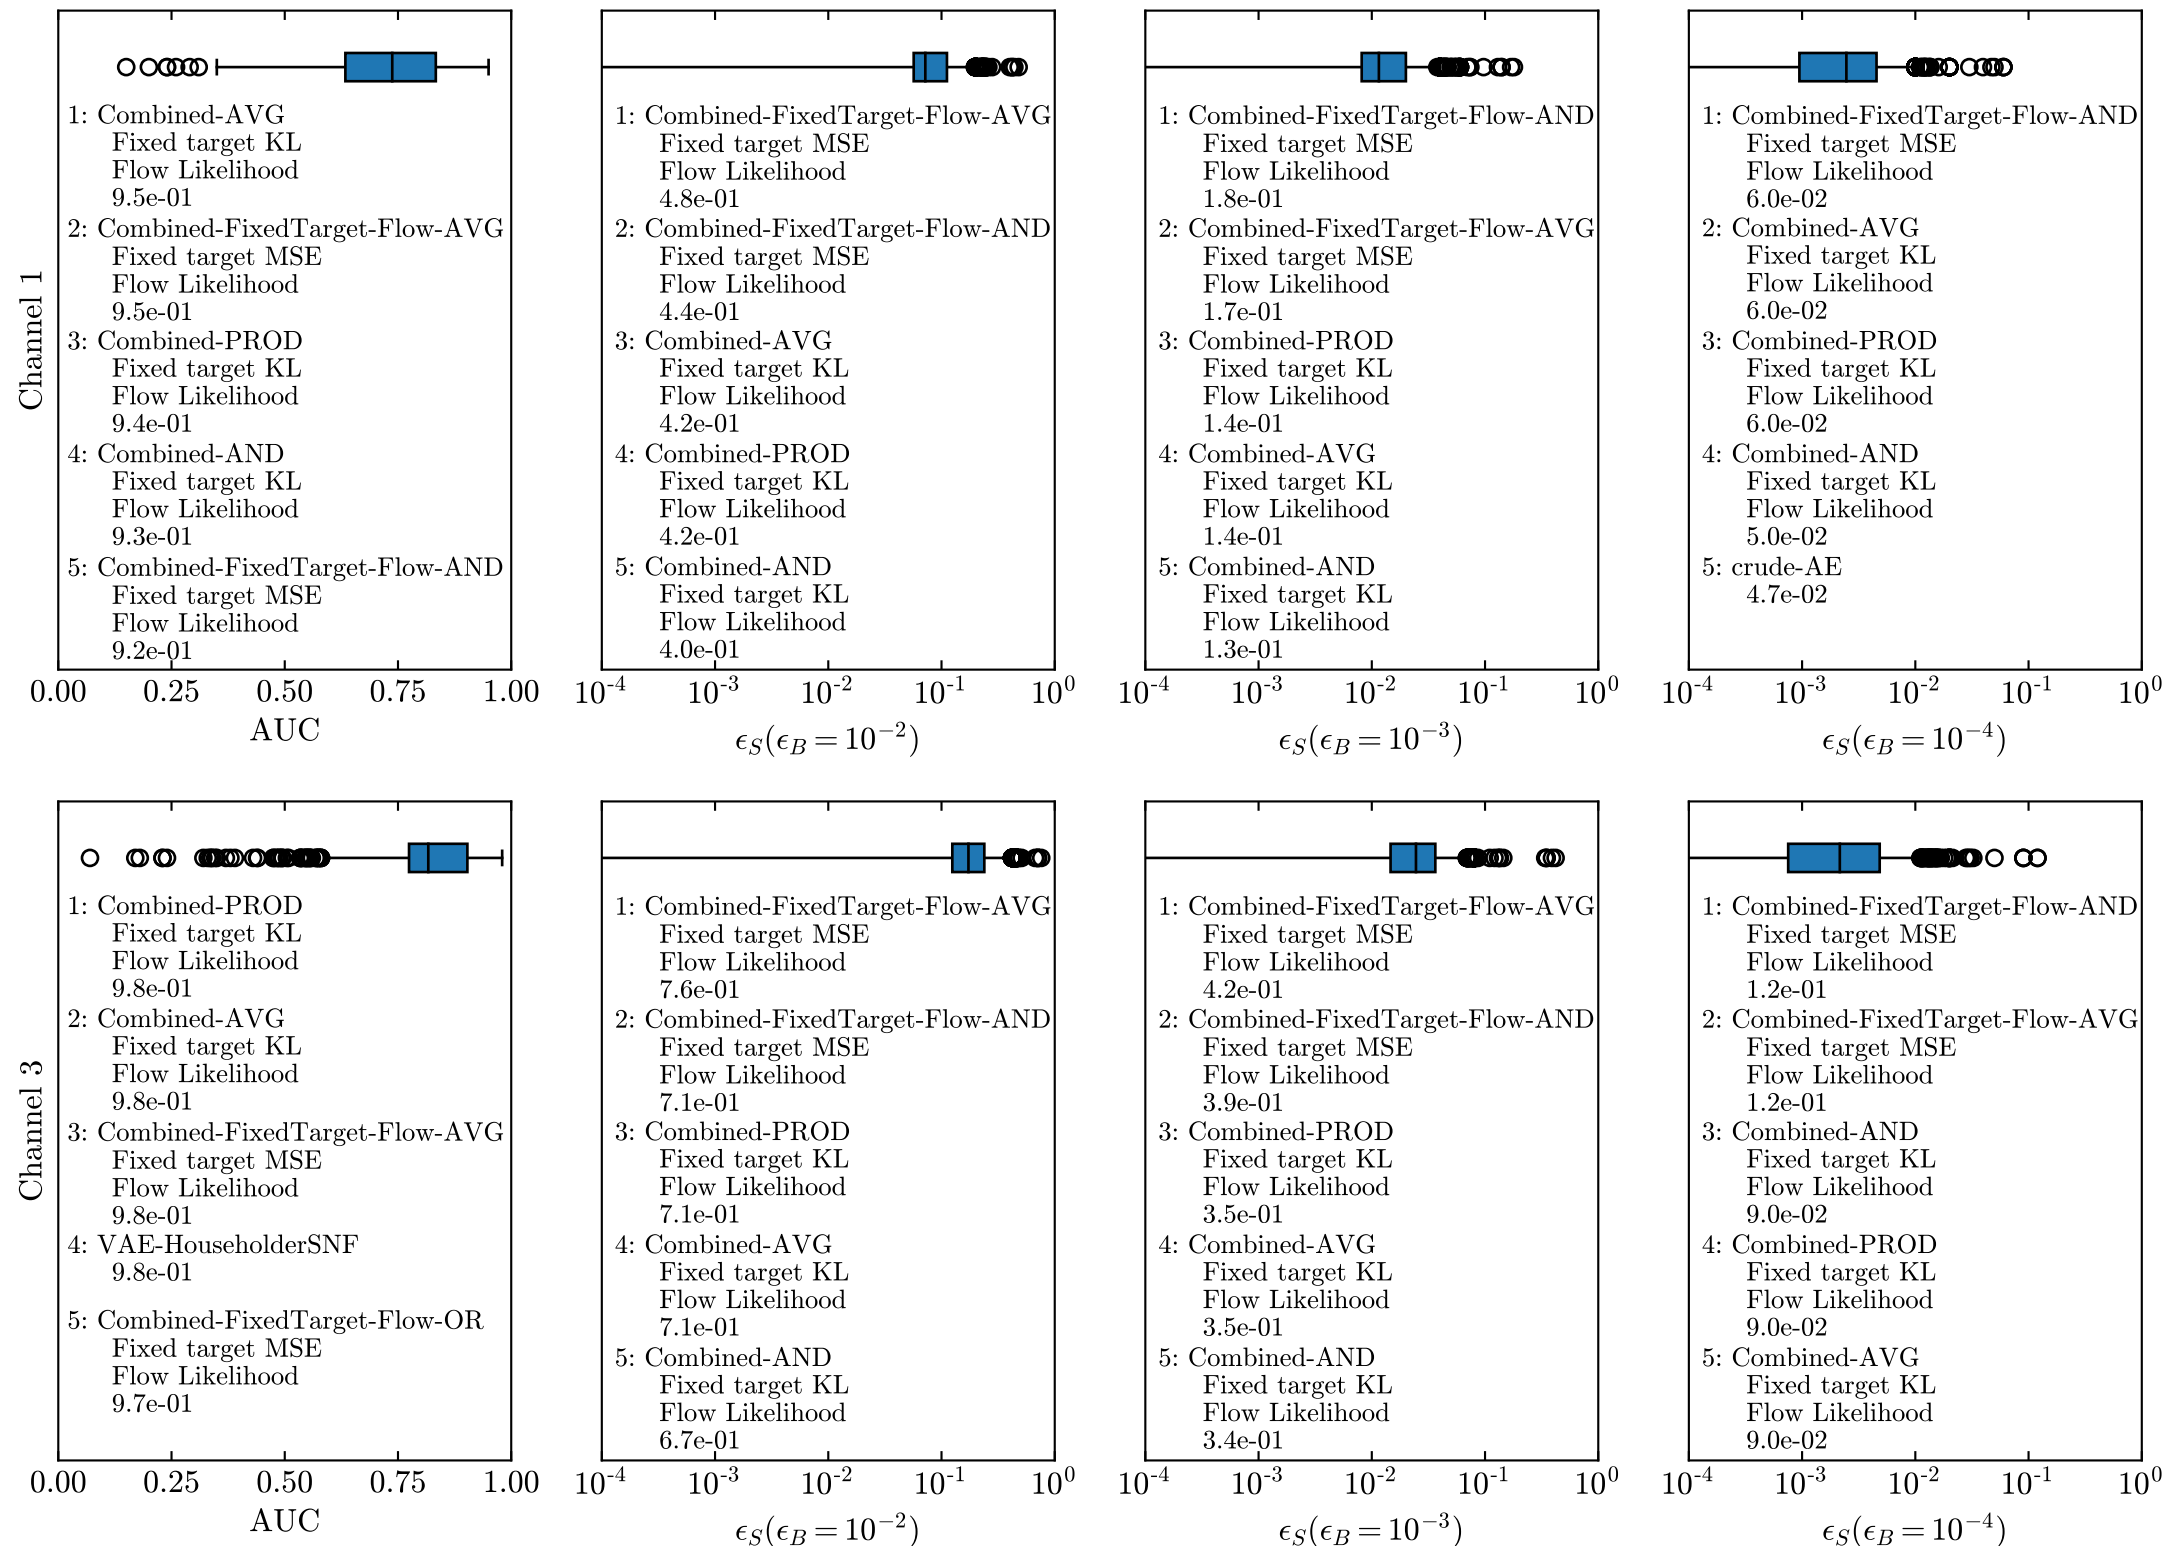 Channel 1
1: Combined-AVG
Fixed target KL
Flow Likelihood
9.5e-01
2: Combined-FixedTarget-Flow-AVG
Fixed target MSE
Flow Likelihood
9.5e-01
3: Combined-PROD
Fixed target KL
Flow Likelihood
9.4e-01
4: Combined-AND
Fixed target KL
Flow Likelihood
9.3e-01
5: Combined-FixedTarget-Flow-AND
Fixed target MSE
Flow Likelihood
9.2e-01
0.00 0.25 0.50 0.75 1.00
AUC
1: Combined-FixedTarget-Flow-AVG
Fixed target MSE
Flow Likelihood
4.8e-01
2: Combined-FixedTarget-Flow-AND
Fixed target MSE
Flow Likelihood
4.4e-01
3: Combined-AVG
Fixed target KL
Flow Likelihood
4.2e-01
4: Combined-PROD
Fixed target KL
Flow Likelihood
4.2e-01
5: Combined-AND
Fixed target KL
Flow Likelihood
4.0e-01
10⁻⁴ 10⁻³ 10⁻² 10⁻¹ 10⁰
ϵ_S(ϵ_B = 10⁻²)
1: Combined-FixedTarget-Flow-AND
Fixed target MSE
Flow Likelihood
1.8e-01
2: Combined-FixedTarget-Flow-AVG
Fixed target MSE
Flow Likelihood
1.7e-01
3: Combined-PROD
Fixed target KL
Flow Likelihood
1.4e-01
4: Combined-AVG
Fixed target KL
Flow Likelihood
1.4e-01
5: Combined-AND
Fixed target KL
Flow Likelihood
1.3e-01
10⁻⁴ 10⁻³ 10⁻² 10⁻¹ 10⁰
ϵ_S(ϵ_B = 10⁻³)
1: Combined-FixedTarget-Flow-AND
Fixed target MSE
Flow Likelihood
6.0e-02
2: Combined-AVG
Fixed target KL
Flow Likelihood
6.0e-02
3: Combined-PROD
Fixed target KL
Flow Likelihood
6.0e-02
4: Combined-AND
Fixed target KL
Flow Likelihood
5.0e-02
5: crude-AE
4.7e-02
10⁻⁴ 10⁻³ 10⁻² 10⁻¹ 10⁰
ϵ_S(ϵ_B = 10⁻⁴)
Channel 3
1: Combined-PROD
Fixed target KL
Flow Likelihood
9.8e-01
2: Combined-AVG
Fixed target KL
Flow Likelihood
9.8e-01
3: Combined-FixedTarget-Flow-AVG
Fixed target MSE
Flow Likelihood
9.8e-01
4: VAE-HouseholderSNF
9.8e-01
5: Combined-FixedTarget-Flow-OR
Fixed target MSE
Flow Likelihood
9.7e-01
0.00 0.25 0.50 0.75 1.00
AUC
1: Combined-FixedTarget-Flow-AVG
Fixed target MSE
Flow Likelihood
7.6e-01
2: Combined-FixedTarget-Flow-AND
Fixed target MSE
Flow Likelihood
7.1e-01
3: Combined-PROD
Fixed target KL
Flow Likelihood
7.1e-01
4: Combined-AVG
Fixed target KL
Flow Likelihood
7.1e-01
5: Combined-AND
Fixed target KL
Flow Likelihood
6.7e-01
10⁻⁴ 10⁻³ 10⁻² 10⁻¹ 10⁰
ϵ_S(ϵ_B = 10⁻²)
1: Combined-FixedTarget-Flow-AVG
Fixed target MSE
Flow Likelihood
4.2e-01
2: Combined-FixedTarget-Flow-AND
Fixed target MSE
Flow Likelihood
3.9e-01
3: Combined-PROD
Fixed target KL
Flow Likelihood
3.5e-01
4: Combined-AVG
Fixed target KL
Flow Likelihood
3.5e-01
5: Combined-AND
Fixed target KL
Flow Likelihood
3.4e-01
10⁻⁴ 10⁻³ 10⁻² 10⁻¹ 10⁰
ϵ_S(ϵ_B = 10⁻³)
1: Combined-FixedTarget-Flow-AND
Fixed target MSE
Flow Likelihood
1.2e-01
2: Combined-FixedTarget-Flow-AVG
Fixed target MSE
Flow Likelihood
1.2e-01
3: Combined-AND
Fixed target KL
Flow Likelihood
9.0e-02
4: Combined-PROD
Fixed target KL
Flow Likelihood
9.0e-02
5: Combined-AVG
Fixed target KL
Flow Likelihood
9.0e-02
10⁻⁴ 10⁻³ 10⁻² 10⁻¹ 10⁰
ϵ_S(ϵ_B = 10⁻⁴)